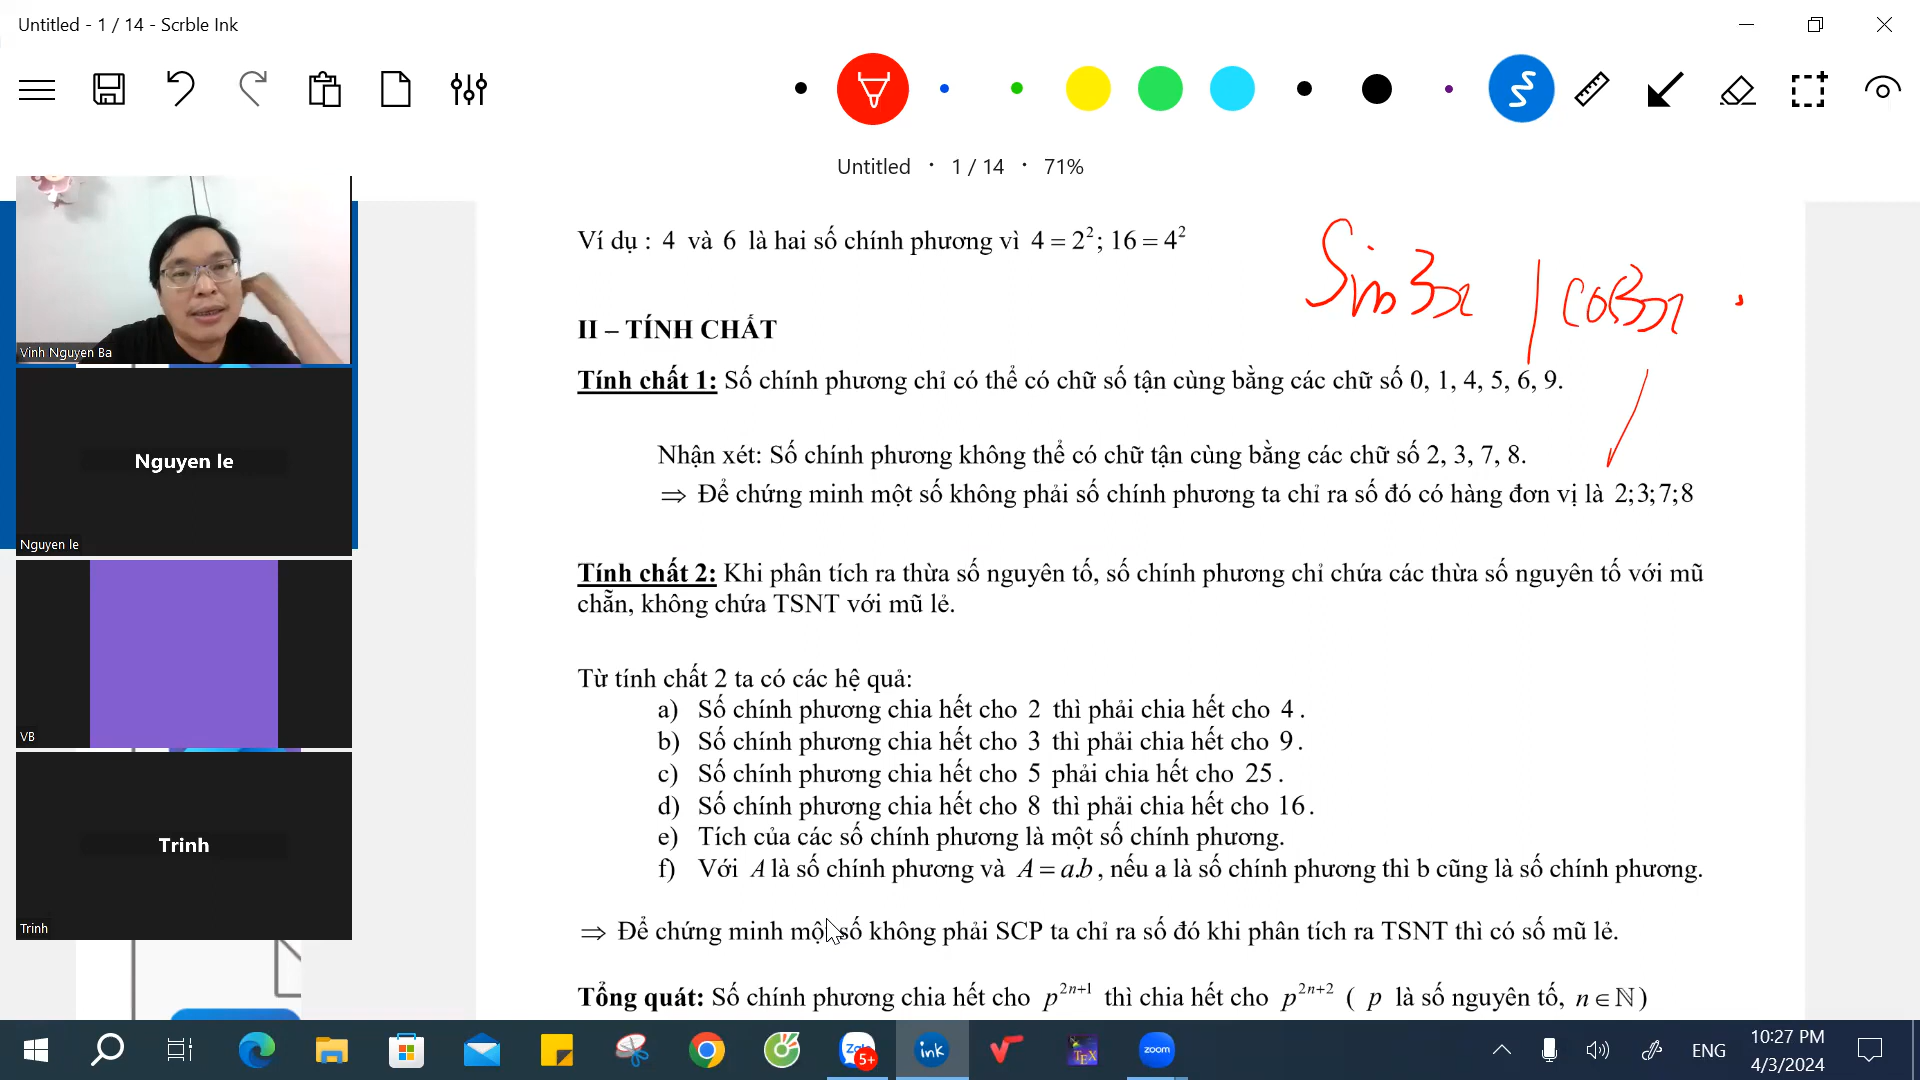 Untitled - 1 / 14 - Scrble Ink
Untitled · 1 / 14 · 71%
Vinh Nguyen Ba
Nguyen le
Nguyen le
VB
Trinh
Trinh
Ví dụ : 4 và 6 là hai số chính phương vì 4 = 2²; 16 = 4²
Sin3x / cos3x
II – TÍNH CHẤT
Tính chất 1: Số chính phương chỉ có thể có chữ số tận cùng bằng các chữ số 0, 1, 4, 5, 6, 9.
Nhận xét: Số chính phương không thể có chữ tận cùng bằng các chữ số 2, 3, 7, 8.
⇒ Để chứng minh một số không phải số chính phương ta chỉ ra số đó có hàng đơn vị là 2;3;7;8
Tính chất 2: Khi phân tích ra thừa số nguyên tố, số chính phương chỉ chứa các thừa số nguyên tố với mũ
chẵn, không chứa TSNT với mũ lẻ.
Từ tính chất 2 ta có các hệ quả:
a) Số chính phương chia hết cho 2 thì phải chia hết cho 4.
b) Số chính phương chia hết cho 3 thì phải chia hết cho 9.
c) Số chính phương chia hết cho 5 phải chia hết cho 25.
d) Số chính phương chia hết cho 8 thì phải chia hết cho 16.
e) Tích của các số chính phương là một số chính phương.
f) Với A là số chính phương và A = a.b, nếu a là số chính phương thì b cũng là số chính phương.
⇒ Để chứng minh một số không phải SCP ta chỉ ra số đó khi phân tích ra TSNT thì có số mũ lẻ.
Tổng quát: Số chính phương chia hết cho p²ⁿ⁺¹ thì chia hết cho p²ⁿ⁺² ( p là số nguyên tố, n ∈ ℕ)
Zalo 5+
ink
TEX
zoom
ENG
10:27 PM
4/3/2024